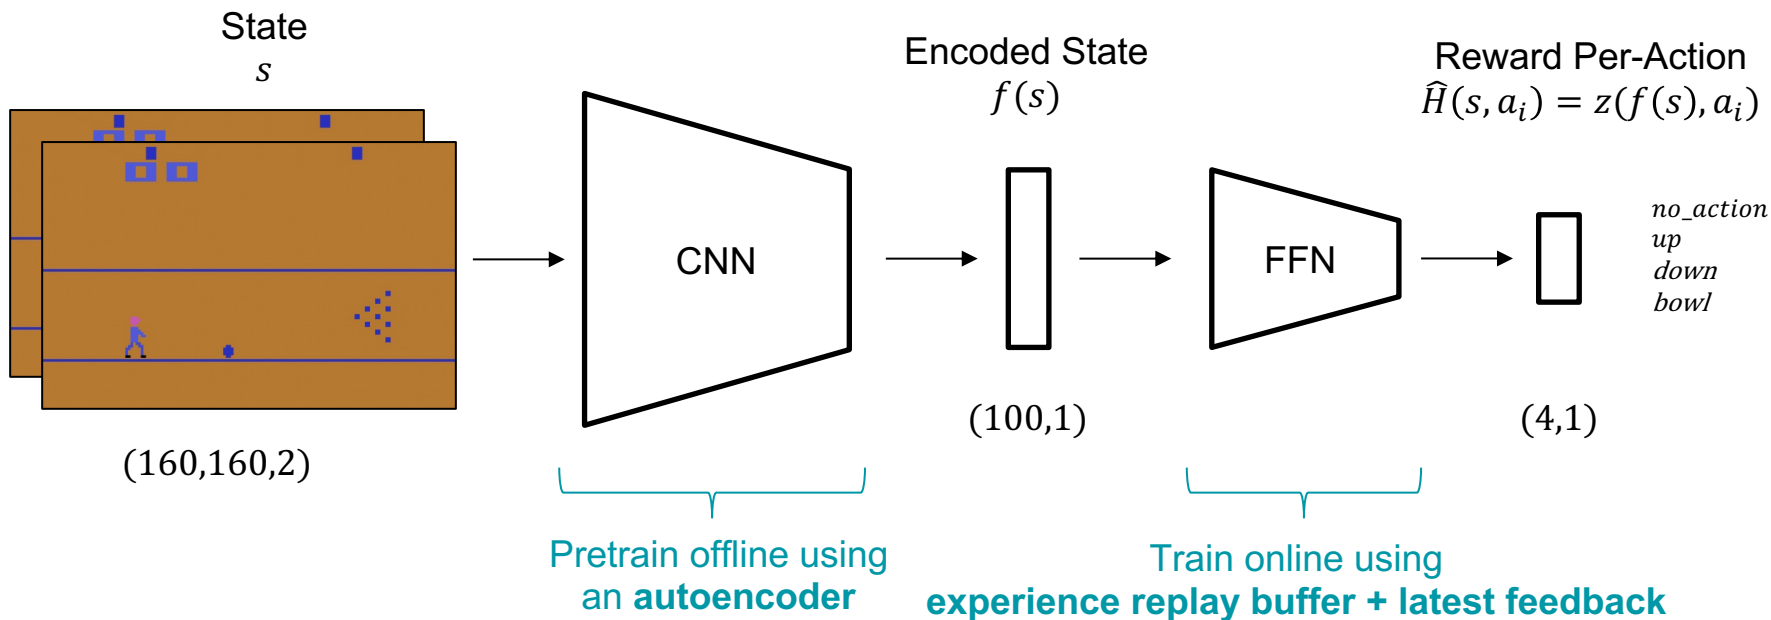 State
s
(160,160,2)
CNN
Pretrain offline using
an autoencoder
Encoded State
f(s)
(100,1)
FFN
Train online using
experience replay buffer + latest feedback
Reward Per-Action
Ĥ(s, aᵢ) = z(f(s), aᵢ)
no_action
up
down
bowl
(4,1)